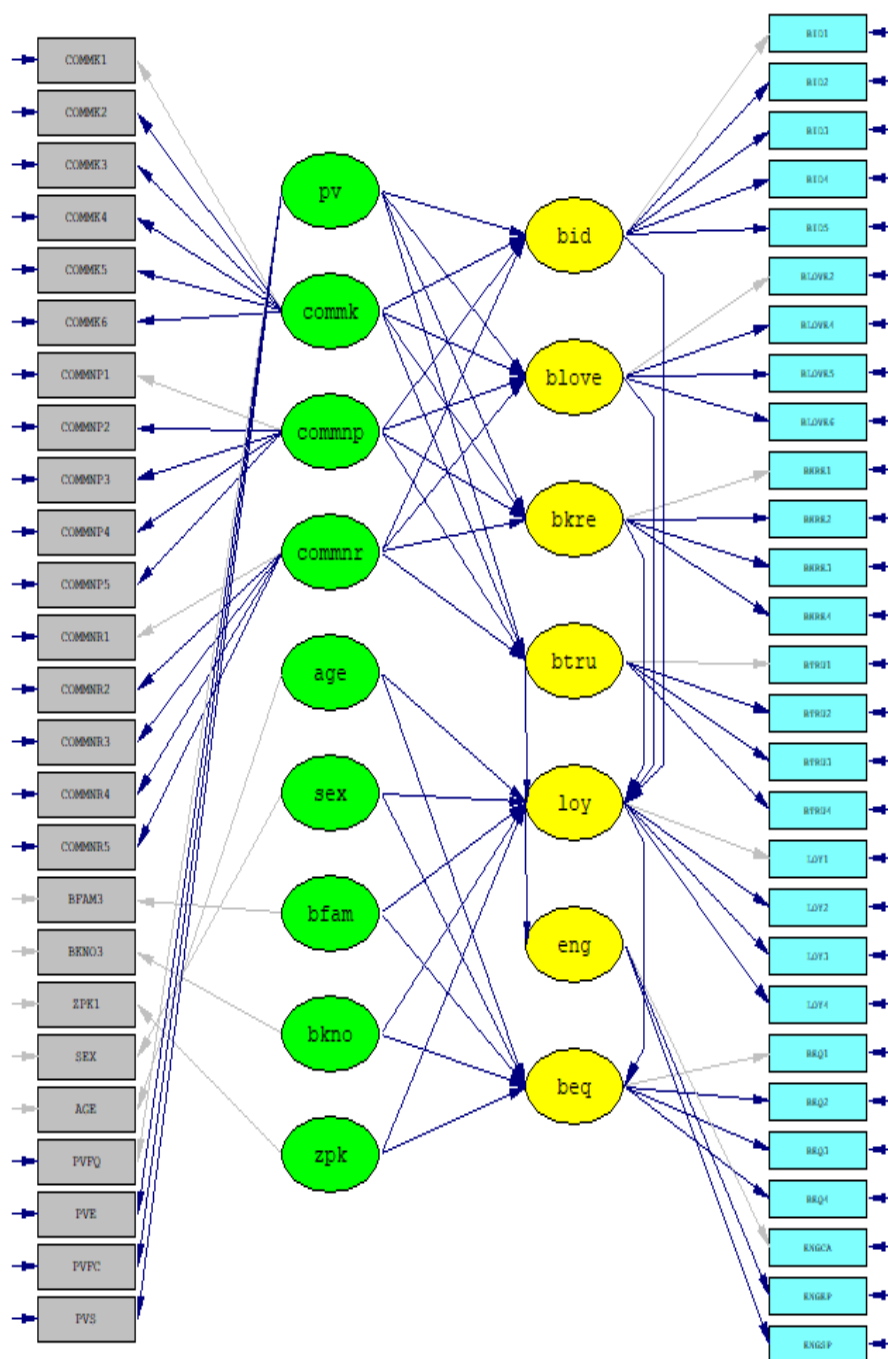 COMMK1
COMMK2
COMMK3
COMMK4
COMMK5
COMMK6
COMMNP1
COMMNP2
COMMNP3
COMMNP4
COMMNP5
COMMNR1
COMMNR2
COMMNR3
COMMNR4
COMMNR5
BFAM3
BKNO3
ZPK1
SEX
AGE
PVFQ
PVE
PVFC
PVS
pv
commk
commnp
commnr
age
sex
bfam
bkno
zpk
bid
blove
bkre
btru
loy
eng
beq
BID1
BID2
BID3
BID4
BID5
BLOVE2
BLOVE4
BLOVE5
BLOVE6
BKRE1
BKRE2
BKRE3
BKRE4
BTRU1
BTRU2
BTRU3
BTRU4
LOY1
LOY2
LOY3
LOY4
BEQ1
BEQ2
BEQ3
BEQ4
ENGCA
ENGEP
ENGSP